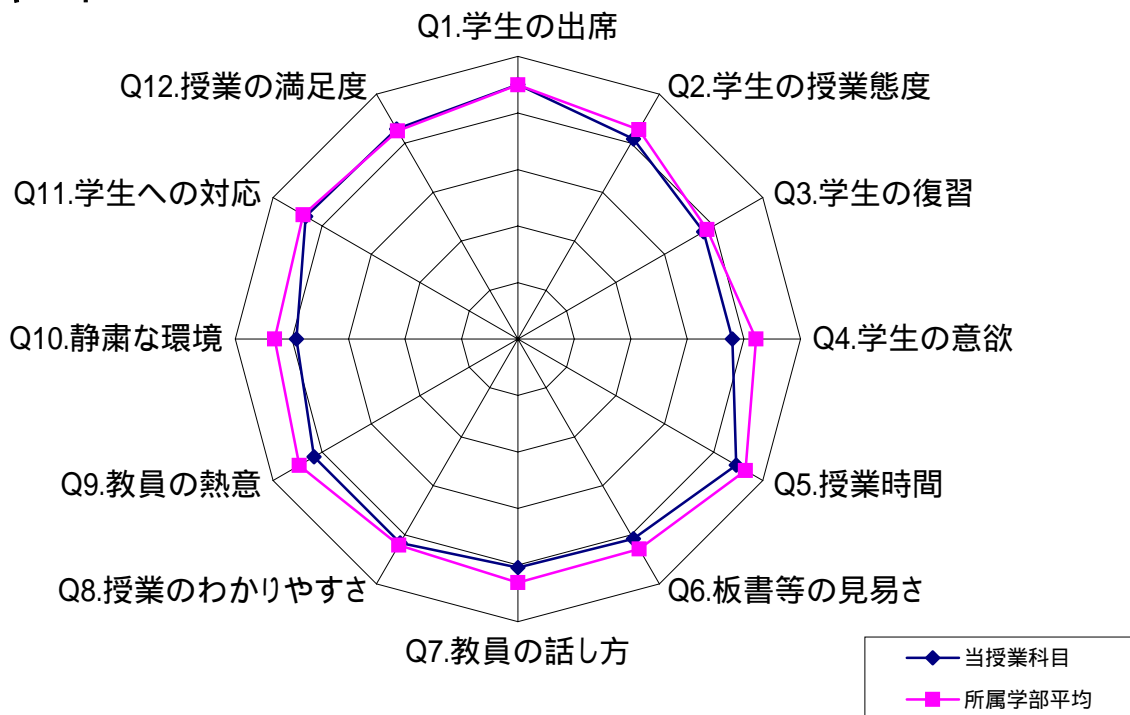 Q1.学生の出席
Q2.学生の授業態度
Q3.学生の復習
Q4.学生の意欲
Q5.授業時間
Q6.板書等の見易さ
Q7.教員の話し方
Q8.授業のわかりやすさ
Q9.教員の熱意
Q10.静粛な環境
Q11.学生への対応
Q12.授業の満足度
当授業科目
所属学部平均